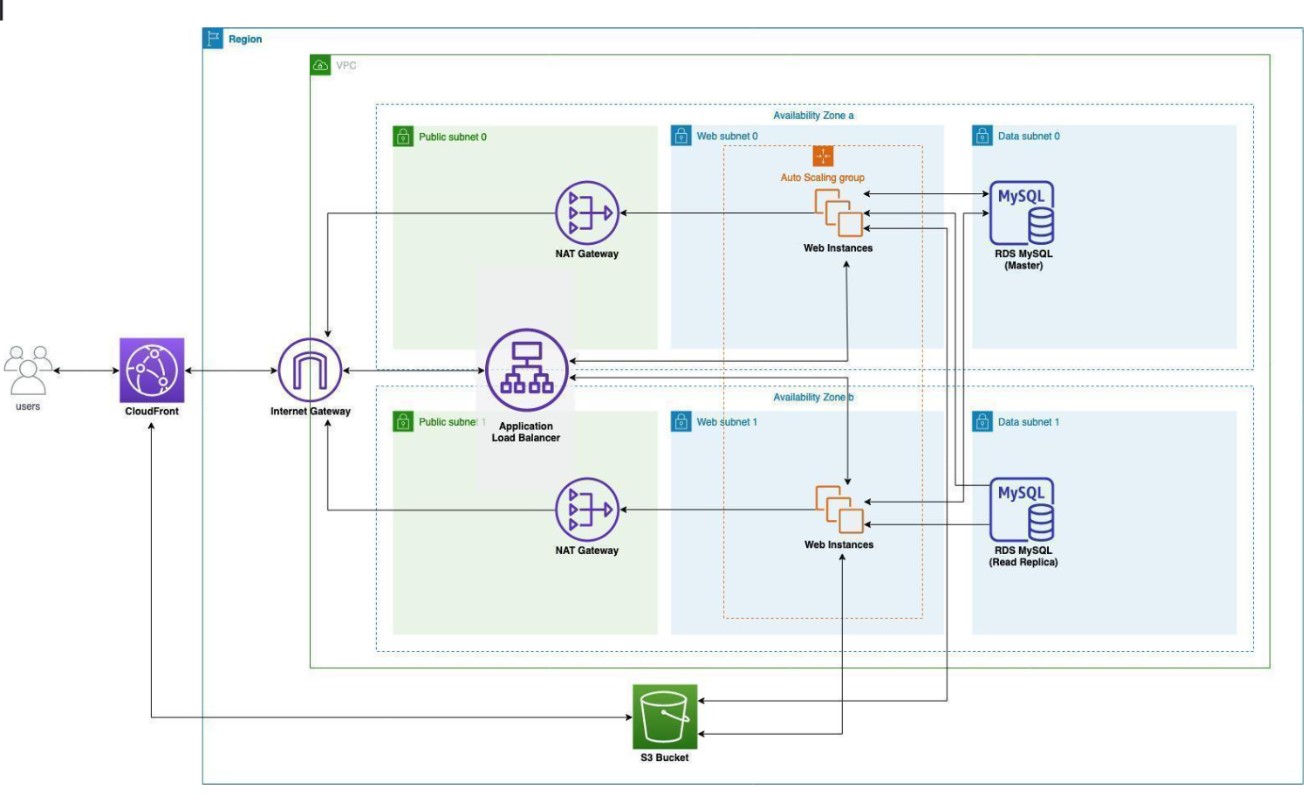 Region
VPC
Availability Zone a
Public subnet 0
Web subnet 0
Data subnet 0
Auto Scaling group
MySQL
NAT Gateway
Web Instances
RDS MySQL
(Master)
users
CloudFront
Internet Gateway
Application
Load Balancer
Availability Zone b
Public subnet 1
Web subnet 1
Data subnet 1
MySQL
NAT Gateway
Web Instances
RDS MySQL
(Read Replica)
S3 Bucket